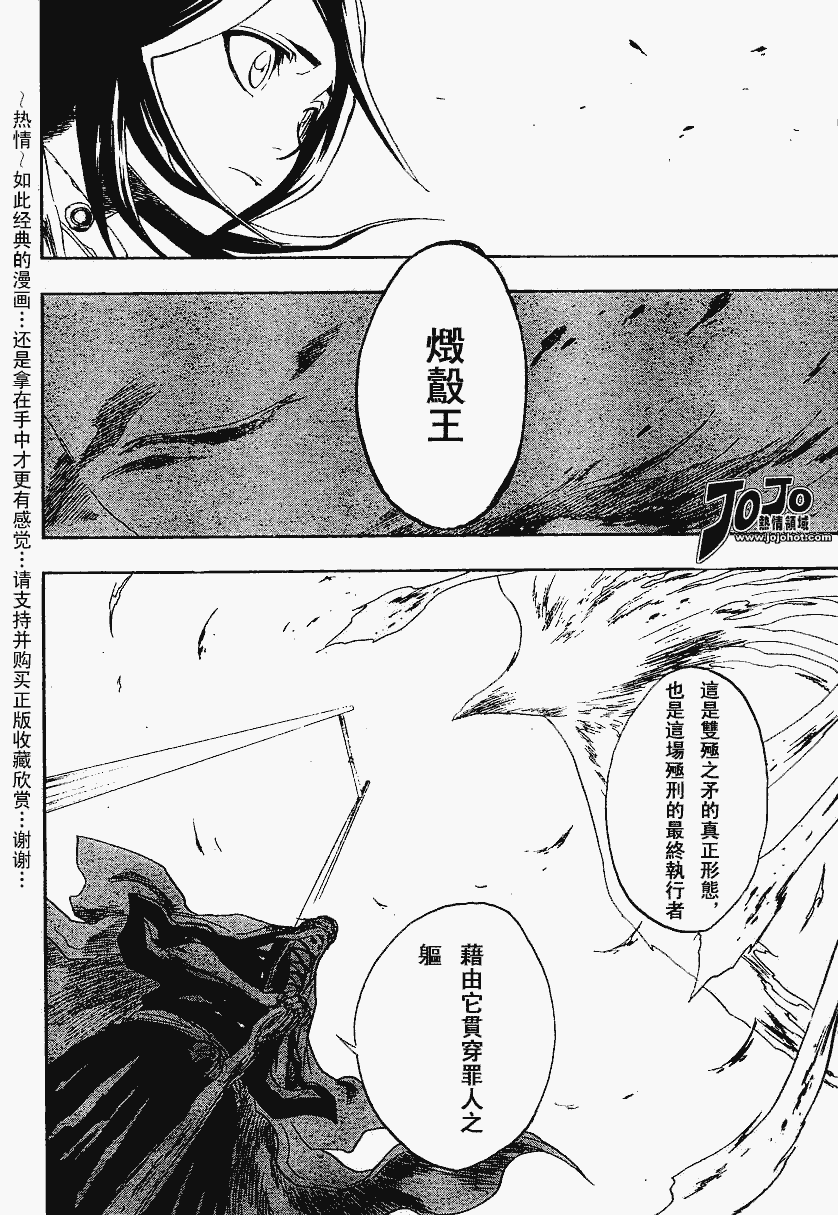 燬鷇王
JOJO
熱情領域
www.jojohot.com
這是雙殛之矛的真正形態,
也是這場殛刑的最終執行者
藉由它貫穿罪人之
軀
~热情~如此经典的漫画…还是拿在手中才更有感觉…请支持并购买正版收藏欣赏…谢谢…